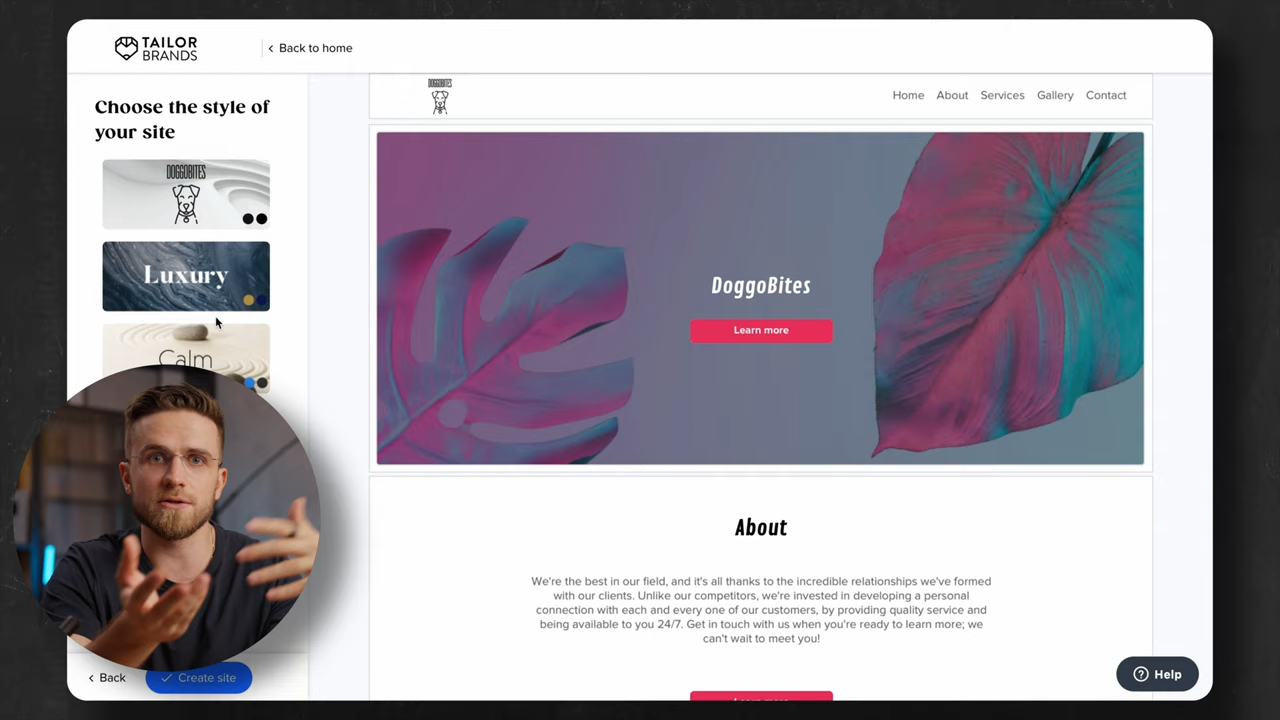 TAILOR
BRANDS
Back to home
Choose the style of
your site
DOGGOBITES
Luxury
Calm
Back
Create site
DOGGOBITES
Home
About
Services
Gallery
Contact
DoggoBites
Learn more
About
We're the best in our field, and it's all thanks to the incredible relationships we've formed
with our clients. Unlike our competitors, we're invested in developing a personal
connection with each and every one of our customers, by providing quality service and
being available to you 24/7. Get in touch with us when you're ready to learn more; we
can't wait to meet you!
Learn more
Help